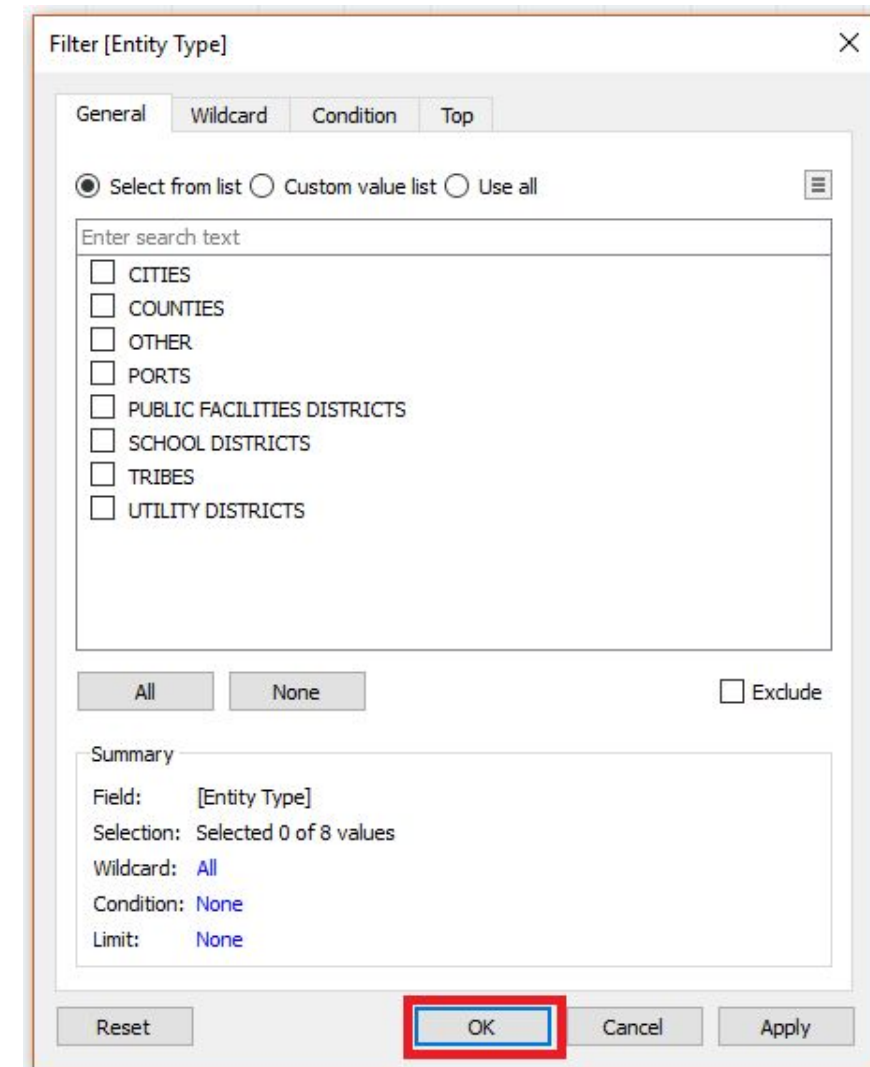 Filter [Entity Type]
General Wildcard Condition Top
Select from list Custom value list Use all
Enter search text
CITIES
COUNTIES
OTHER
PORTS
PUBLIC FACILITIES DISTRICTS
SCHOOL DISTRICTS
TRIBES
UTILITY DISTRICTS
All None Exclude
Summary
Field: [Entity Type]
Selection: Selected 0 of 8 values
Wildcard: All
Condition: None
Limit: None
Reset OK Cancel Apply